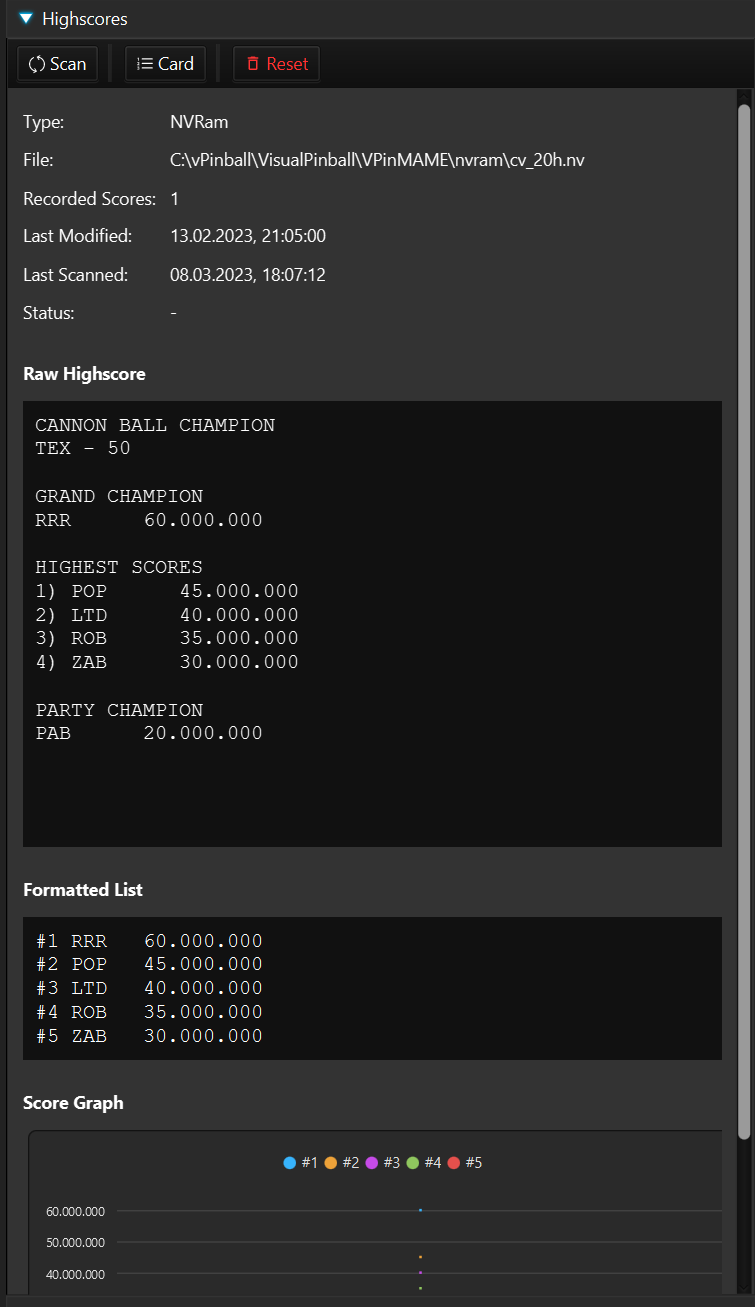 Highscores
Scan Card Reset
Type: NVRam
File: C:\vPinball\VisualPinball\VPinMAME\nvram\cv_20h.nv
Recorded Scores: 1
Last Modified: 13.02.2023, 21:05:00
Last Scanned: 08.03.2023, 18:07:12
Status: -
Raw Highscore
CANNON BALL CHAMPION
TEX - 50
GRAND CHAMPION
RRR 60.000.000
HIGHEST SCORES
1) POP 45.000.000
2) LTD 40.000.000
3) ROB 35.000.000
4) ZAB 30.000.000
PARTY CHAMPION
PAB 20.000.000
Formatted List
#1 RRR 60.000.000
#2 POP 45.000.000
#3 LTD 40.000.000
#4 ROB 35.000.000
#5 ZAB 30.000.000
Score Graph
#1 #2 #3 #4 #5
60.000.000
50.000.000
40.000.000